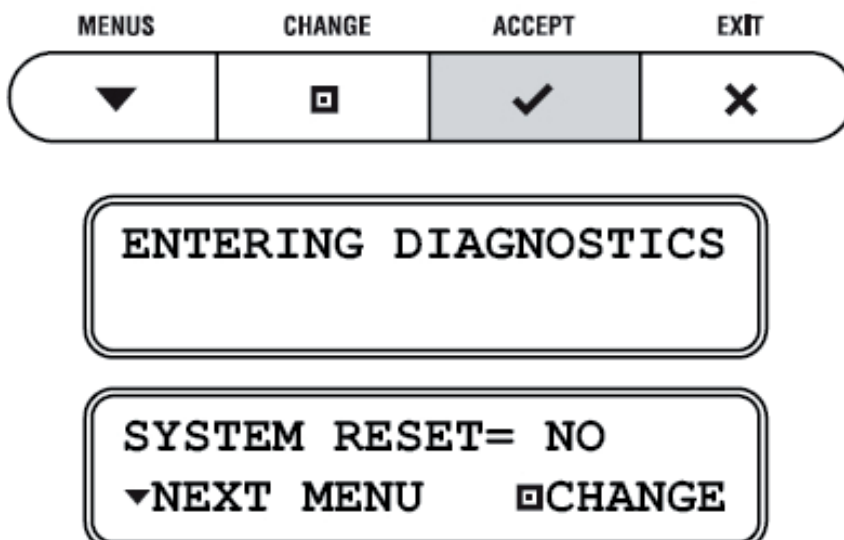 MENUS CHANGE ACCEPT EXIT
ENTERING DIAGNOSTICS
SYSTEM RESET= NO
▼NEXT MENU ⊡CHANGE